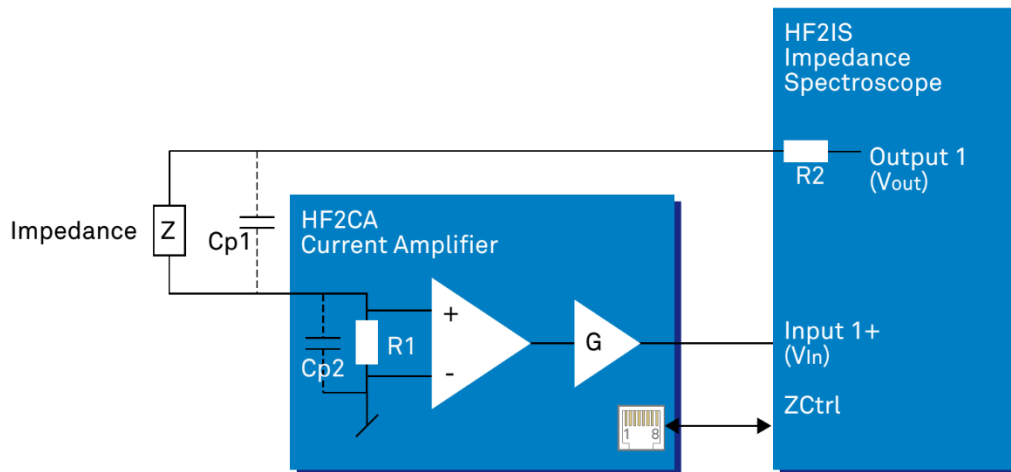 HF2IS
Impedance
Spectroscope
Output 1
(Vout)
R2
Impedance
Z
Cp1
HF2CA
Current Amplifier
+
-
R1
Cp2
G
Input 1+
(VIn)
ZCtrl
1 8